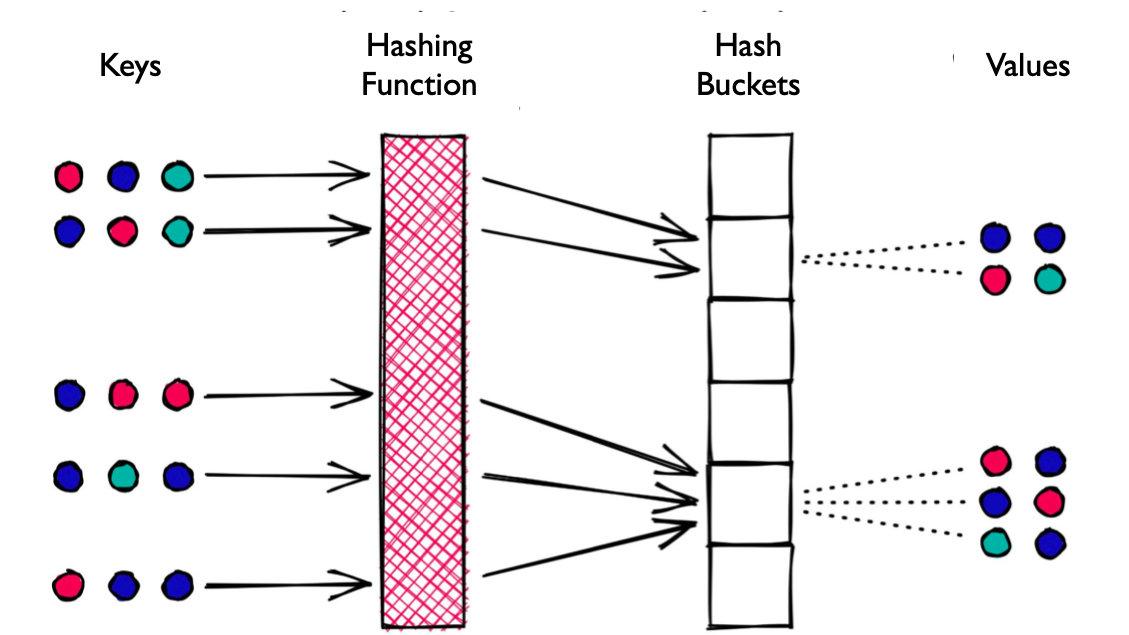 Keys
Hashing
Function
Hash
Buckets
Values